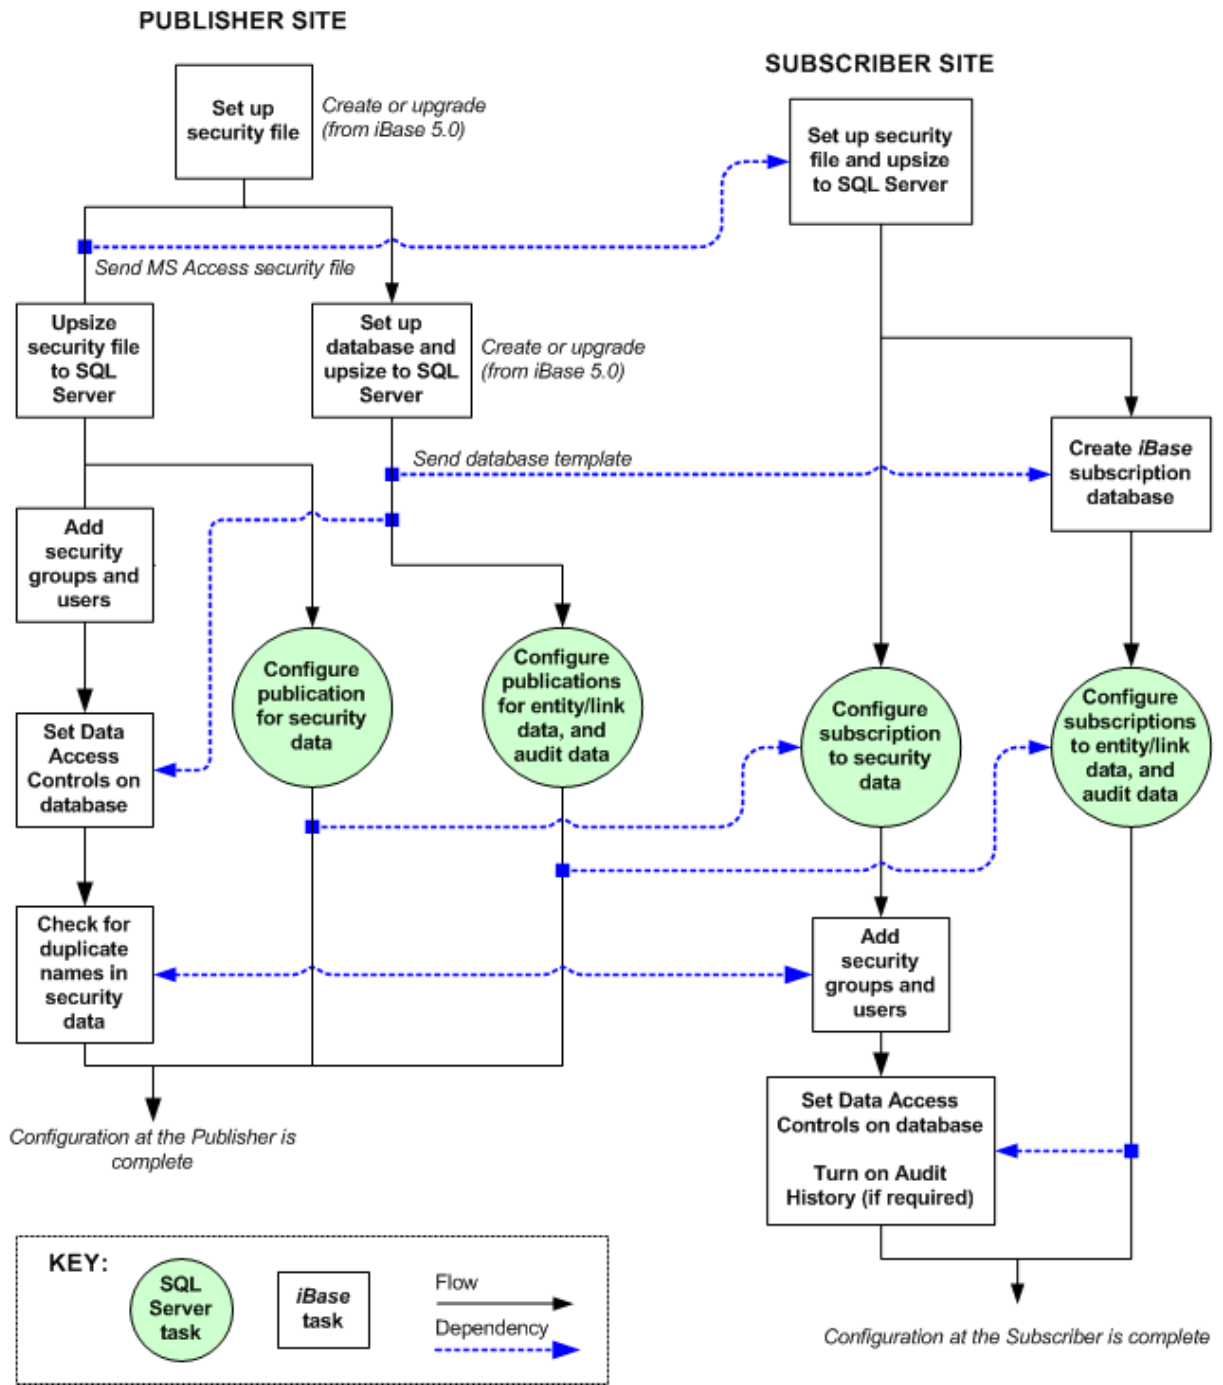 PUBLISHER SITE
Set up
security file
Create or upgrade
(from iBase 5.0)
Send MS Access security file
Upsize
security file
to SQL
Server
Set up
database and
upsize to SQL
Server
Create or upgrade
(from iBase 5.0)
Send database template
Add
security
groups and
users
Configure
publication
for security
data
Configure
publications
for entity/link
data, and
audit data
Set Data
Access
Controls on
database
Check for
duplicate
names in
security
data
Configuration at the Publisher is
complete
SUBSCRIBER SITE
Set up security
file and upsize
to SQL Server
Create iBase
subscription
database
Configure
subscription
to security
data
Configure
subscriptions
to entity/link
data, and
audit data
Add
security
groups and
users
Set Data Access
Controls on database
Turn on Audit
History (if required)
Configuration at the Subscriber is complete
KEY:
SQL
Server
task
iBase
task
Flow
Dependency